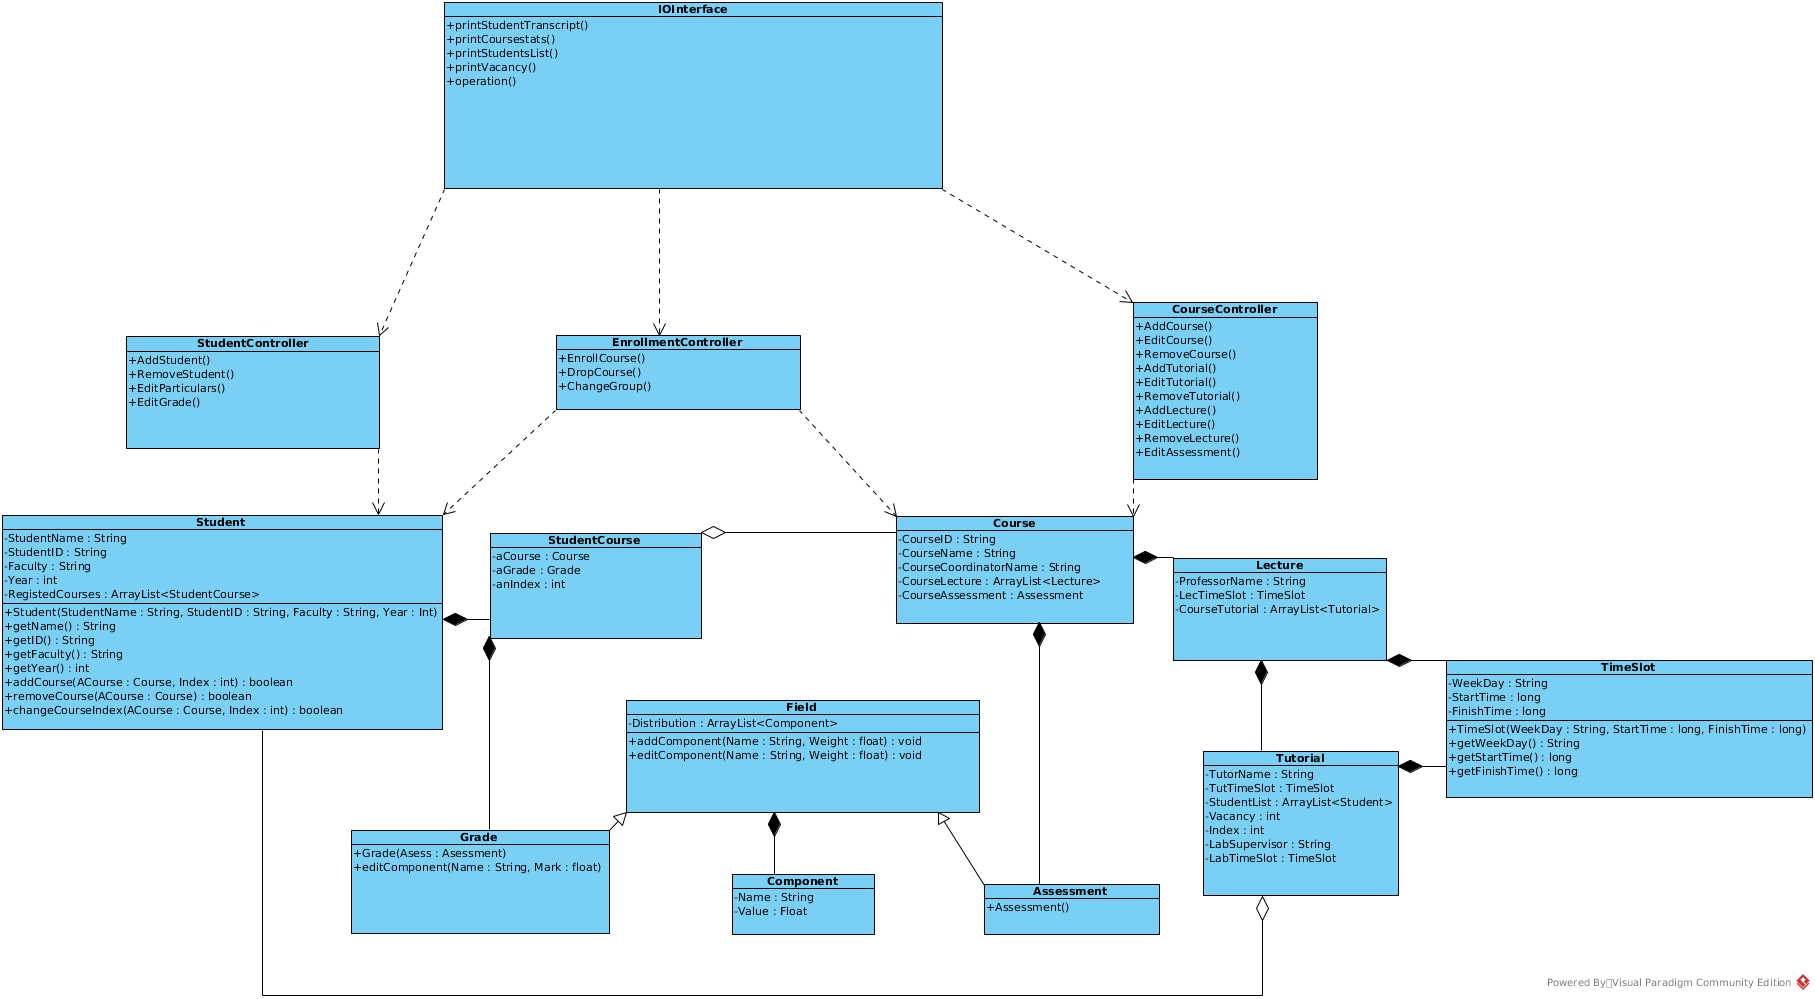 IOInterface
+printStudentTranscript()
+printCoursestats()
+printStudentsList()
+printVacancy()
+operation()
StudentController
+AddStudent()
+RemoveStudent()
+EditParticulars()
+EditGrade()
EnrollmentController
+EnrollCourse()
+DropCourse()
+ChangeGroup()
CourseController
+AddCourse()
+EditCourse()
+RemoveCourse()
+AddTutorial()
+EditTutorial()
+RemoveTutorial()
+AddLecture()
+EditLecture()
+RemoveLecture()
+EditAssessment()
Student
-StudentName : String
-StudentID : String
-Faculty : String
-Year : int
-RegistedCourses : ArrayList<StudentCourse>
+Student(StudentName : String, StudentID : String, Faculty : String, Year : Int)
+getName() : String
+getID() : String
+getFaculty() : String
+getYear() : int
+addCourse(ACourse : Course, Index : int) : boolean
+removeCourse(ACourse : Course) : boolean
+changeCourseIndex(ACourse : Course, Index : int) : boolean
StudentCourse
-aCourse : Course
-aGrade : Grade
-anIndex : int
Course
-CourseID : String
-CourseName : String
-CourseCoordinatorName : String
-CourseLecture : ArrayList<Lecture>
-CourseAssessment : Assessment
Lecture
-ProfessorName : String
-LecTimeSlot : TimeSlot
-CourseTutorial : ArrayList<Tutorial>
TimeSlot
-WeekDay : String
-StartTime : long
-FinishTime : long
+TimeSlot(WeekDay : String, StartTime : long, FinishTime : long)
+getWeekDay() : String
+getStartTime() : long
+getFinishTime() : long
Field
-Distribution : ArrayList<Component>
+addComponent(Name : String, Weight : float) : void
+editComponent(Name : String, Weight : float) : void
Tutorial
-TutorName : String
-TutTimeSlot : TimeSlot
-StudentList : ArrayList<Student>
-Vacancy : int
-Index : int
-LabSupervisor : String
-LabTimeSlot : TimeSlot
Grade
+Grade(Asess : Asessment)
+editComponent(Name : String, Mark : float)
Component
-Name : String
-Value : Float
Assessment
+Assessment()
Powered By Visual Paradigm Community Edition